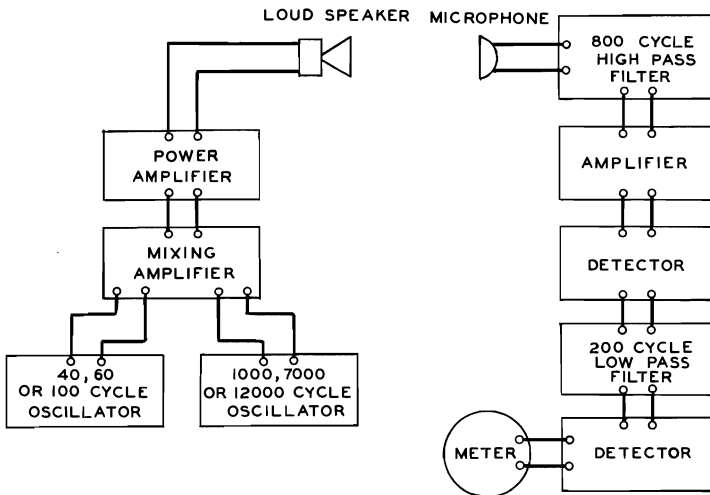 LOUD SPEAKER
MICROPHONE
800 CYCLE
HIGH PASS
FILTER
POWER
AMPLIFIER
AMPLIFIER
MIXING
AMPLIFIER
DETECTOR
40, 60
OR 100 CYCLE
OSCILLATOR
1000, 7000
OR 12000 CYCLE
OSCILLATOR
200 CYCLE
LOW PASS
FILTER
METER
DETECTOR